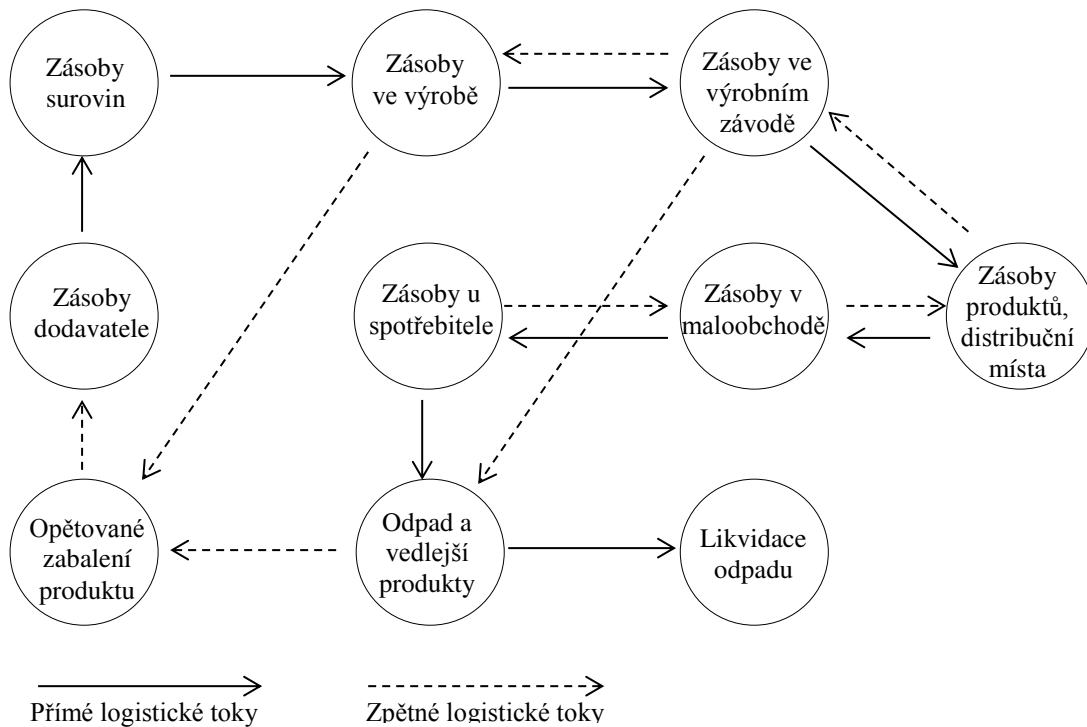 Zásoby
surovin
Zásoby
ve výrobě
Zásoby ve
výrobním
závodě
Zásoby
dodavatele
Zásoby u
spotřebitele
Zásoby v
maloobchodě
Zásoby
produktů,
distribuční
místa
Opětované
zabalení
produktu
Odpad a
vedlejší
produkty
Likvidace
odpadu
Přímé logistické toky
Zpětné logistické toky